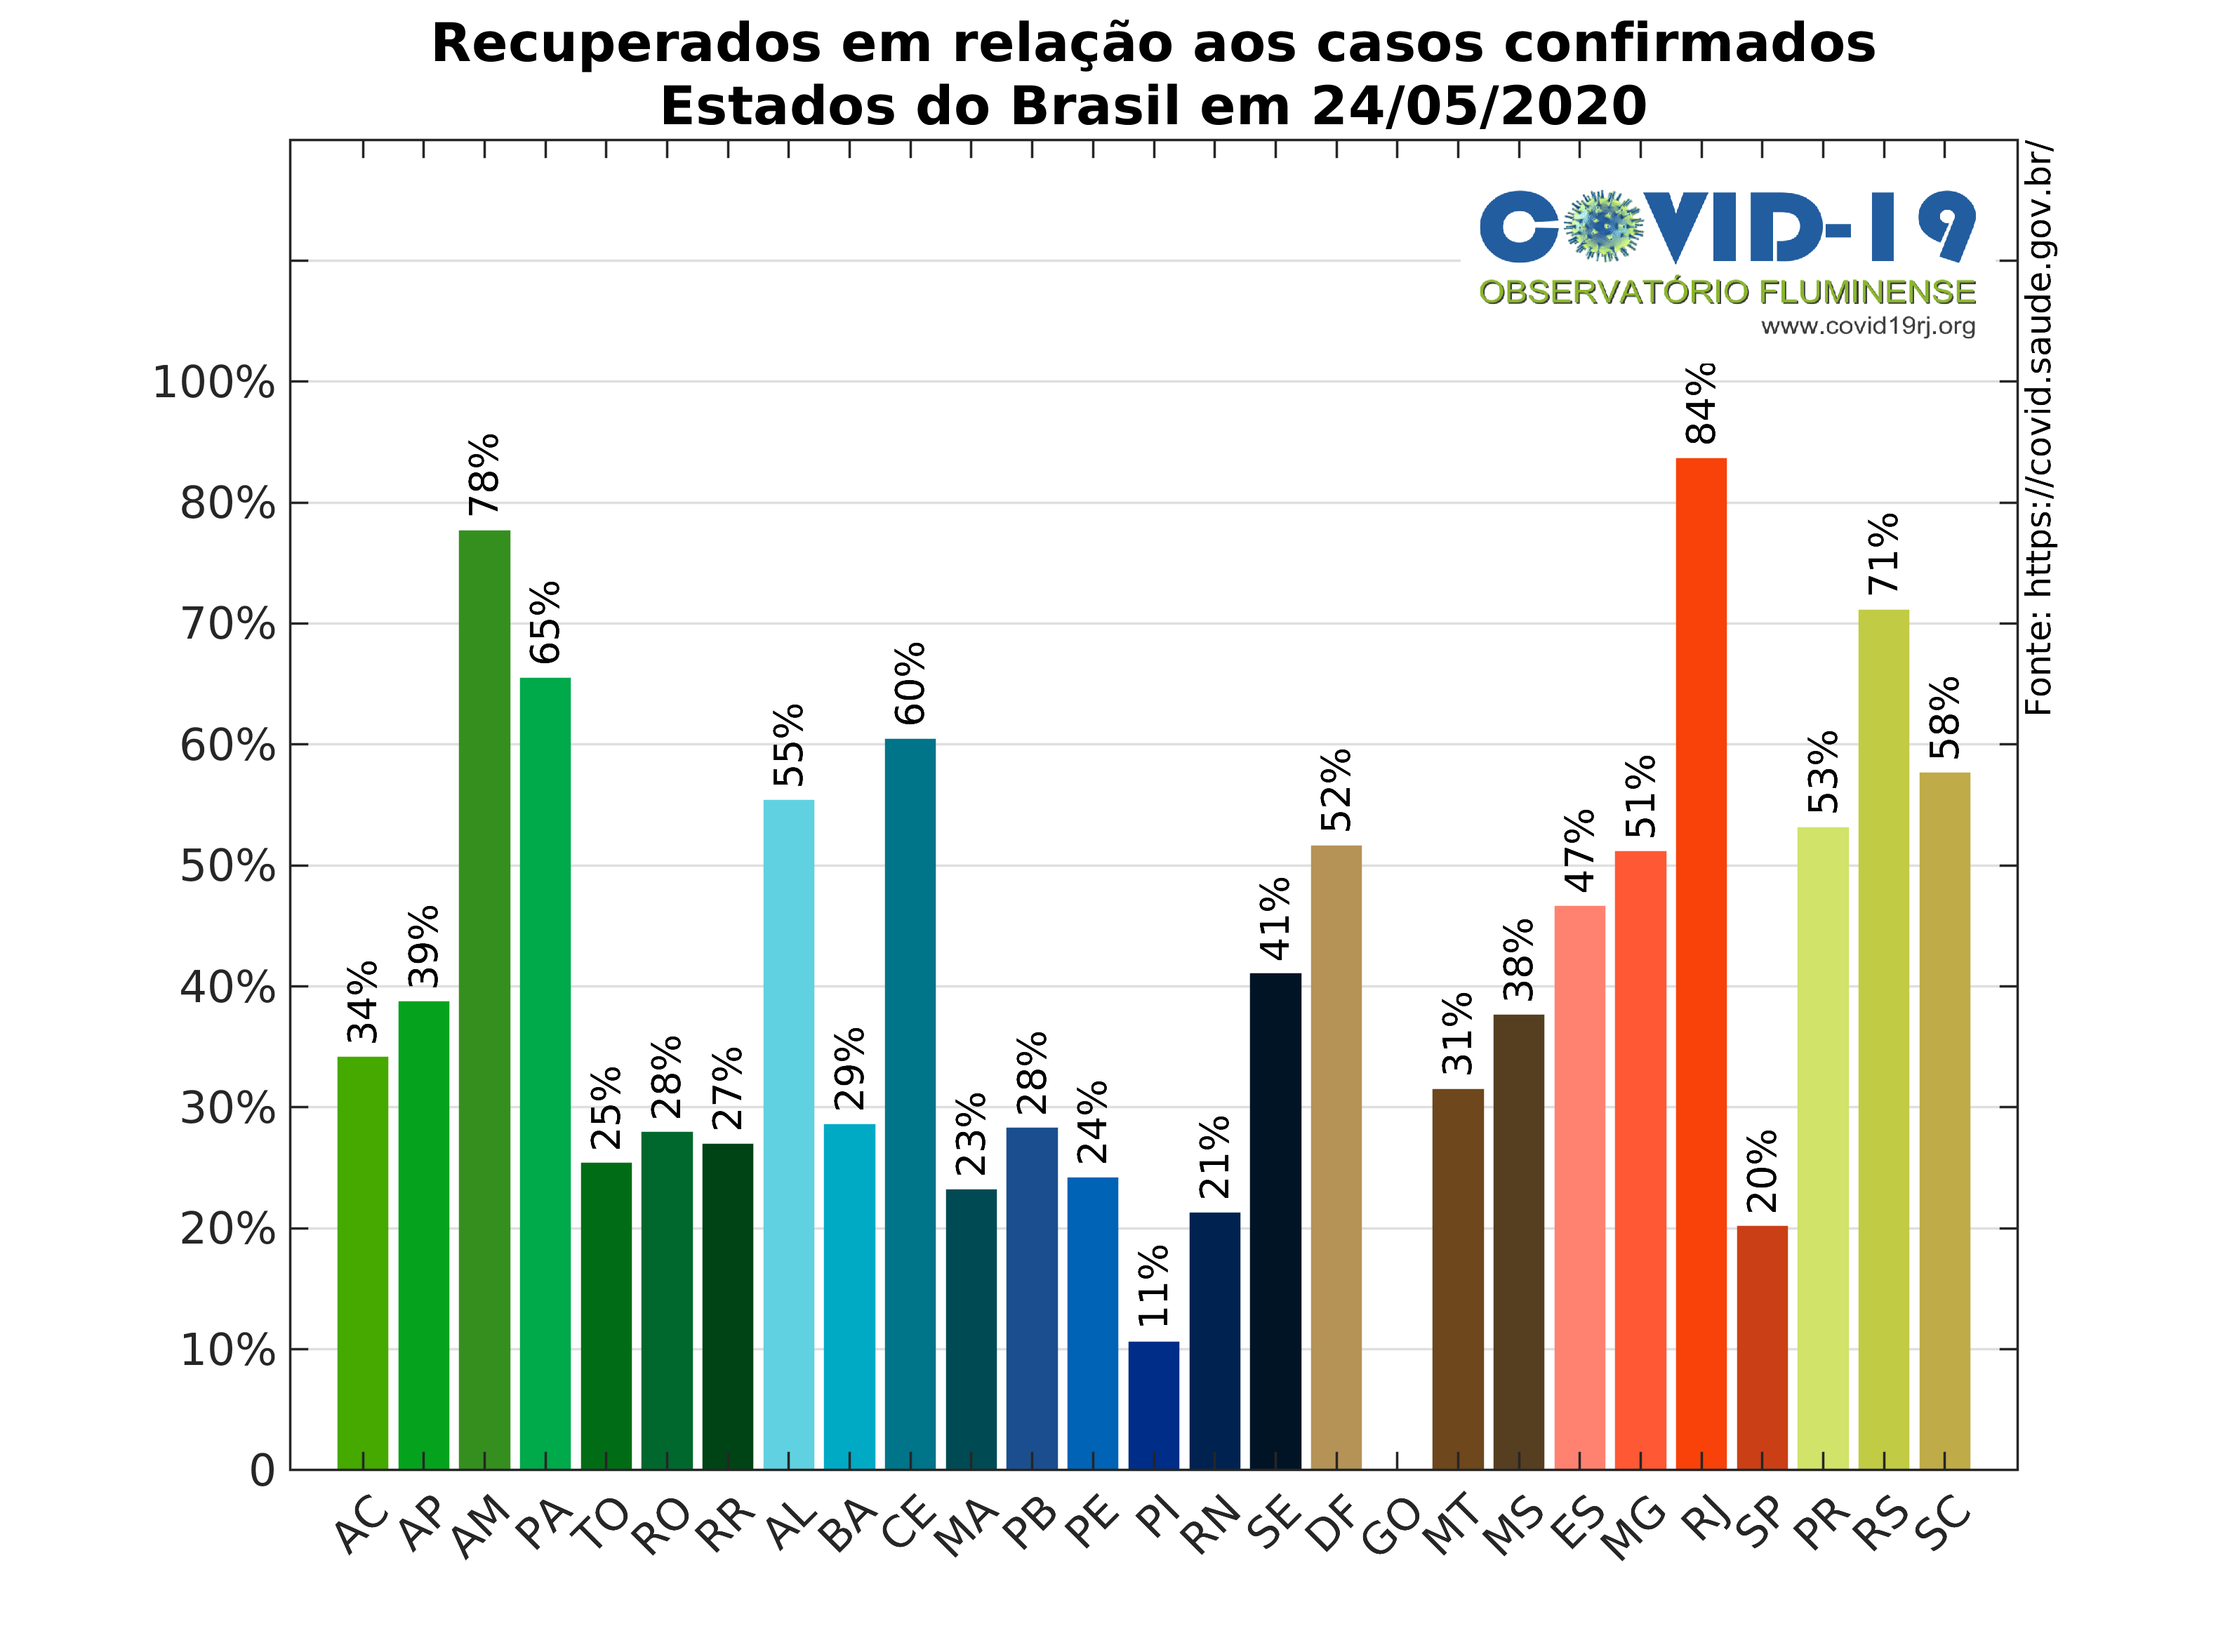 Recuperados em relação aos casos confirmados
Estados do Brasil em 24/05/2020
COVID-19
OBSERVATÓRIO FLUMINENSE
www.covid19rj.org
Fonte: https://covid.saude.gov.br/
100%
80%
70%
60%
50%
40%
30%
20%
10%
0
34%
39%
78%
65%
25%
28%
27%
55%
29%
60%
23%
28%
24%
11%
21%
41%
52%
31%
38%
47%
51%
84%
20%
53%
71%
58%
AC
AP
AM
PA
TO
RO
RR
AL
BA
CE
MA
PB
PE
PI
RN
SE
DF
GO
MT
MS
ES
MG
RJ
SP
PR
RS
SC